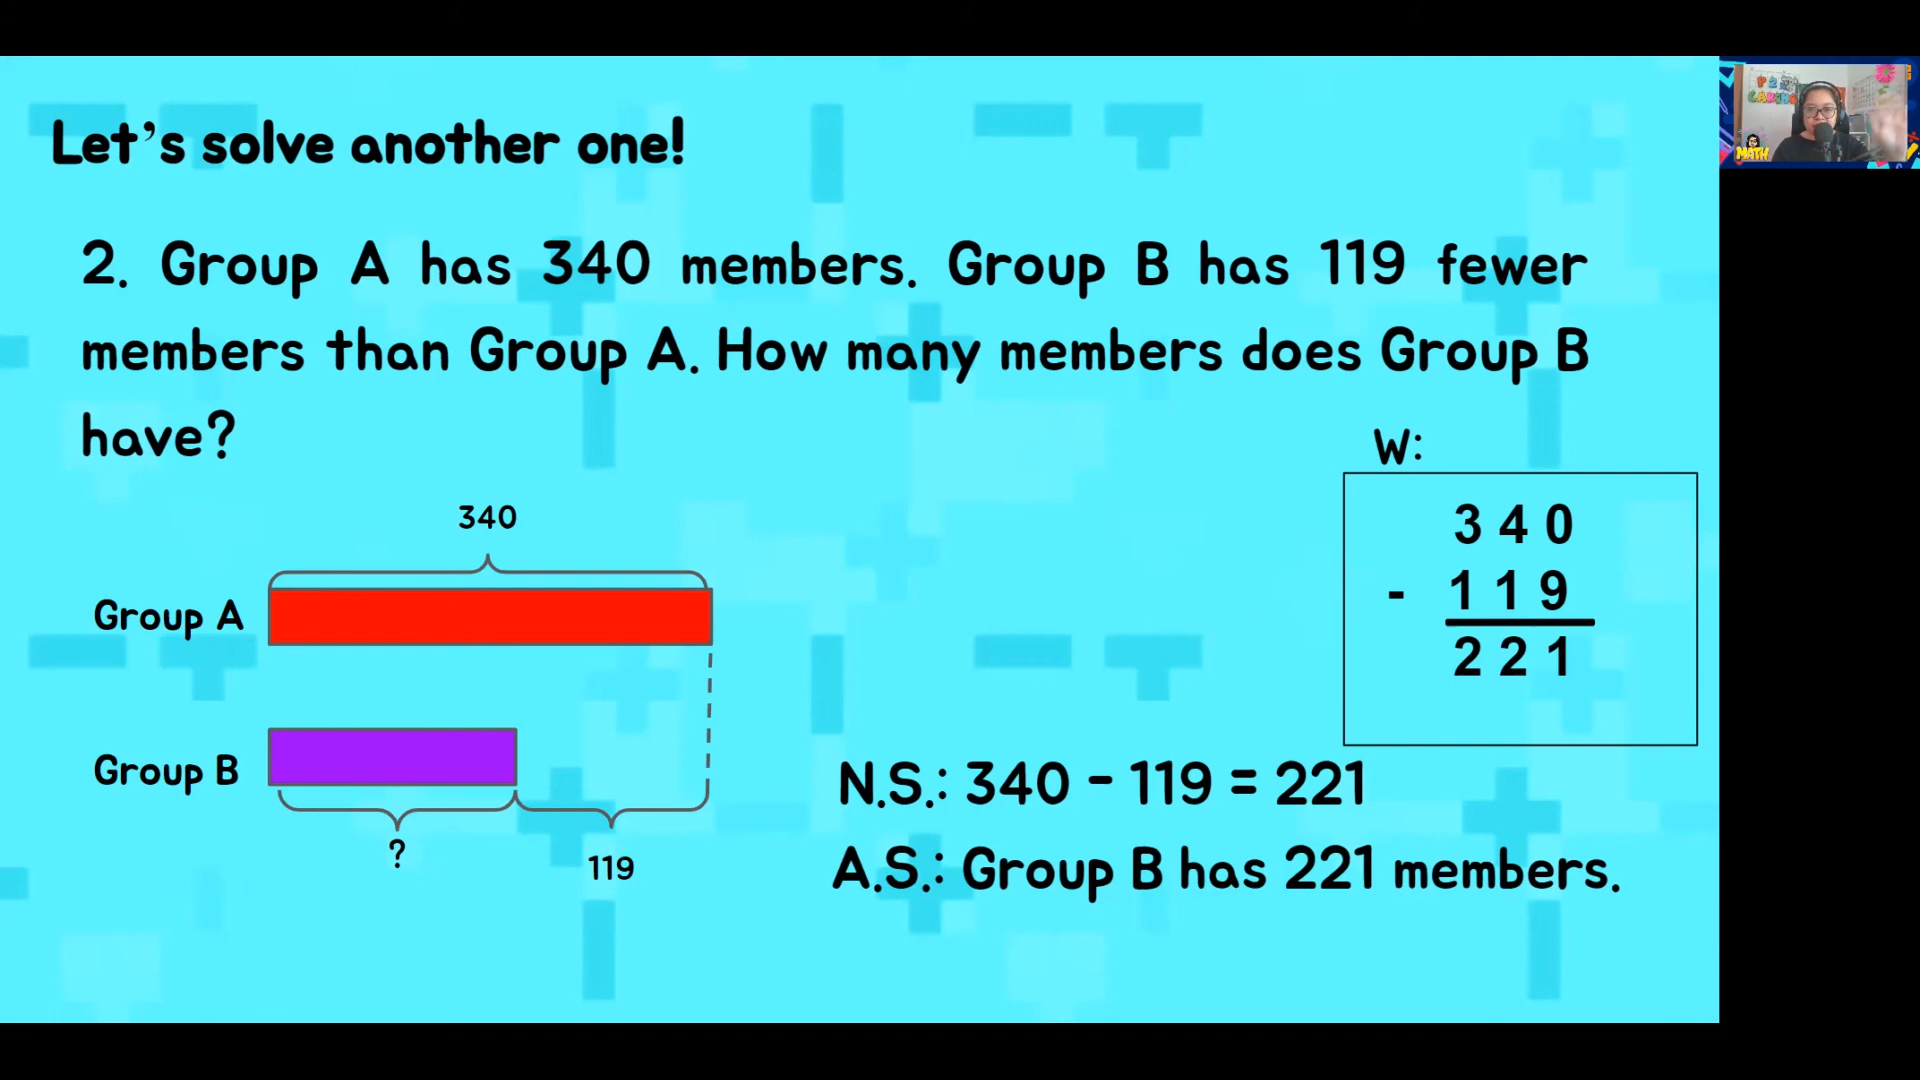 Let's solve another one!
2. Group A has 340 members. Group B has 119 fewer
members than Group A. How many members does Group B
have?
W:
3 4 0
- 1 1 9
2 2 1
340
Group A
Group B
?
119
N.S.: 340 - 119 = 221
A.S.: Group B has 221 members.
MATH